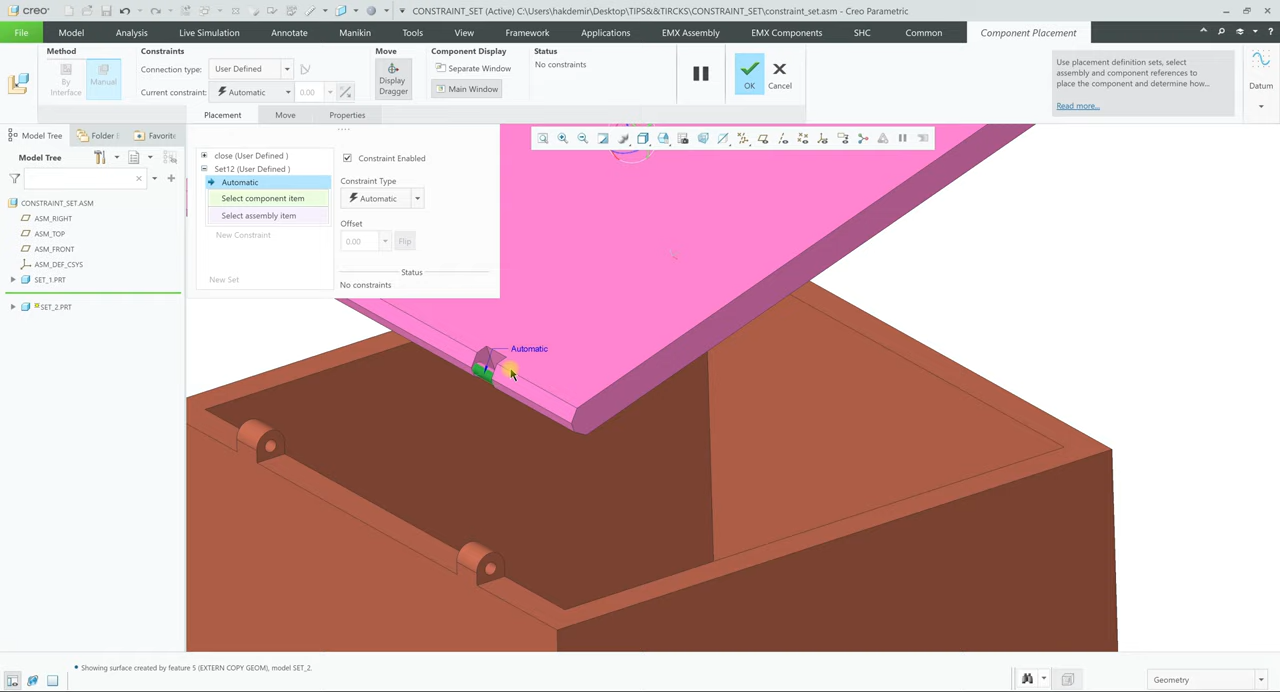 creo
CONSTRAINT_SET (Active) C:\Users\hakdemir\Desktop\TIPS&&TIRCKS\CONSTRAINT_SET\constraint_set.asm - Creo Parametric
File Model Analysis Live Simulation Annotate Manikin Tools View Framework Applications EMX Assembly EMX Components SHC Common Component Placement
Method Constraints Move Component Display Status
By Interface
Manual
Connection type: User Defined
Current constraint: Automatic 0.00
Display Dragger
Separate Window
Main Window
No constraints
OK
Cancel
Use placement definition sets, select
assembly and component references to
place the component and determine how...
Read more...
Datum
Placement Move Properties
Model Tree Folder Favorit
Model Tree
CONSTRAINT_SET.ASM
ASM_RIGHT
ASM_TOP
ASM_FRONT
ASM_DEF_CSYS
SET_1.PRT
SET_2.PRT
close (User Defined )
Set12 (User Defined )
Automatic
Select component item
Select assembly item
New Constraint
New Set
Constraint Enabled
Constraint Type
Automatic
Offset
0.00 Flip
Status
No constraints
Automatic
Showing surface created by feature 5 (EXTERN COPY GEOM), model SET_2.
Geometry